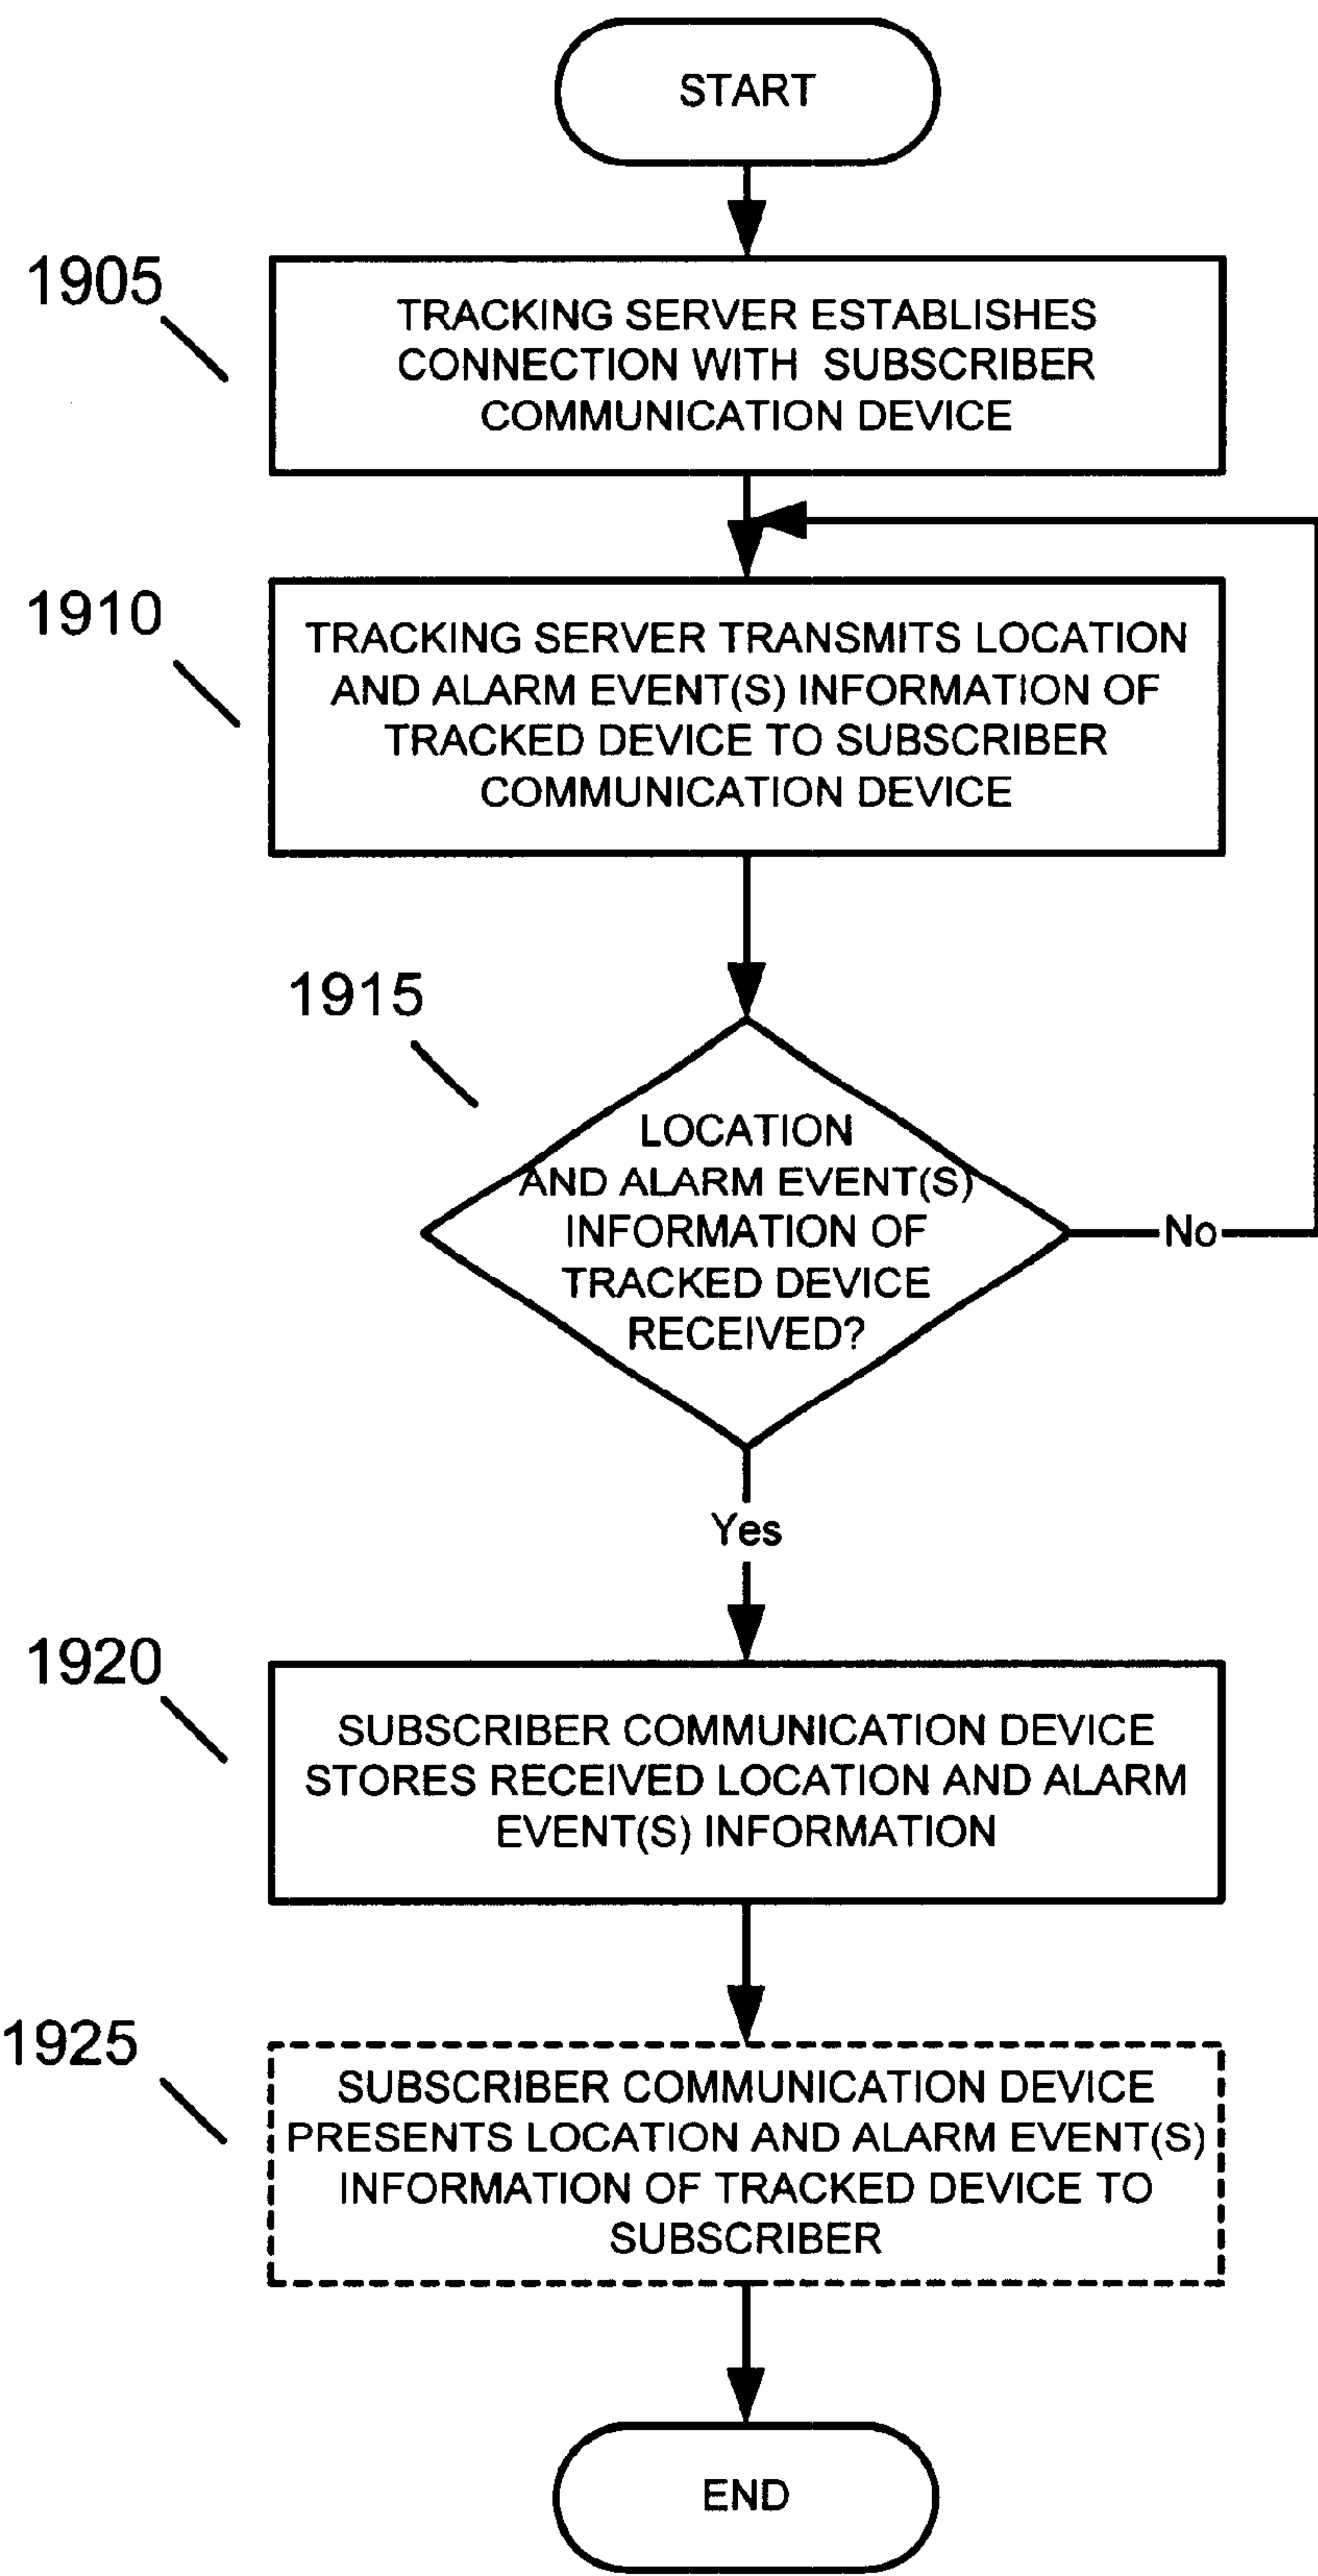 START
1905
TRACKING SERVER ESTABLISHES
CONNECTION WITH SUBSCRIBER
COMMUNICATION DEVICE
1910
TRACKING SERVER TRANSMITS LOCATION
AND ALARM EVENT(S) INFORMATION OF
TRACKED DEVICE TO SUBSCRIBER
COMMUNICATION DEVICE
1915
LOCATION
AND ALARM EVENT(S)
INFORMATION OF
TRACKED DEVICE
RECEIVED?
No
Yes
1920
SUBSCRIBER COMMUNICATION DEVICE
STORES RECEIVED LOCATION AND ALARM
EVENT(S) INFORMATION
1925
SUBSCRIBER COMMUNICATION DEVICE
PRESENTS LOCATION AND ALARM EVENT(S)
INFORMATION OF TRACKED DEVICE TO
SUBSCRIBER
END